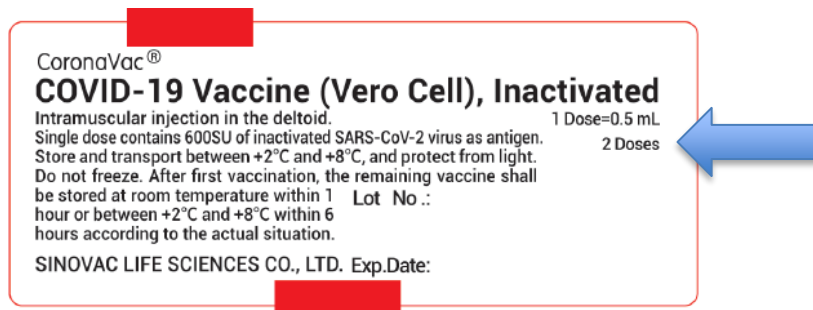 CoronaVac®
COVID-19 Vaccine (Vero Cell), Inactivated
Intramuscular injection in the deltoid. 1 Dose=0.5 mL
Single dose contains 600SU of inactivated SARS-CoV-2 virus as antigen. 2 Doses
Store and transport between +2°C and +8°C, and protect from light.
Do not freeze. After first vaccination, the remaining vaccine shall
be stored at room temperature within 1 Lot No.:
hour or between +2°C and +8°C within 6
hours according to the actual situation.
SINOVAC LIFE SCIENCES CO., LTD. Exp.Date: